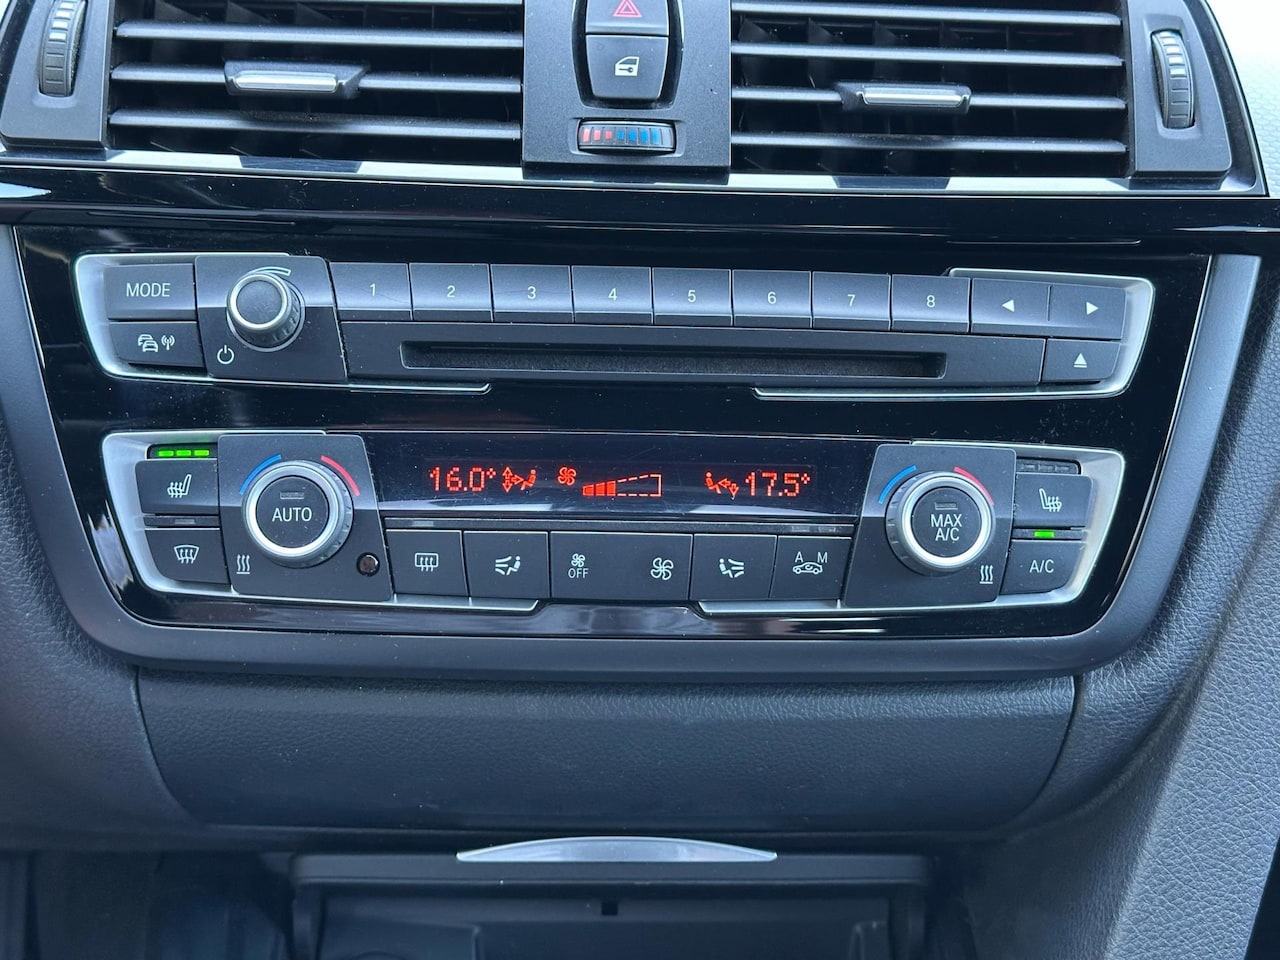 MODE 1 2 3 4 5 6 7 8
16.0° 17.5°
AUTO MAX
A/C
OFF A M A/C